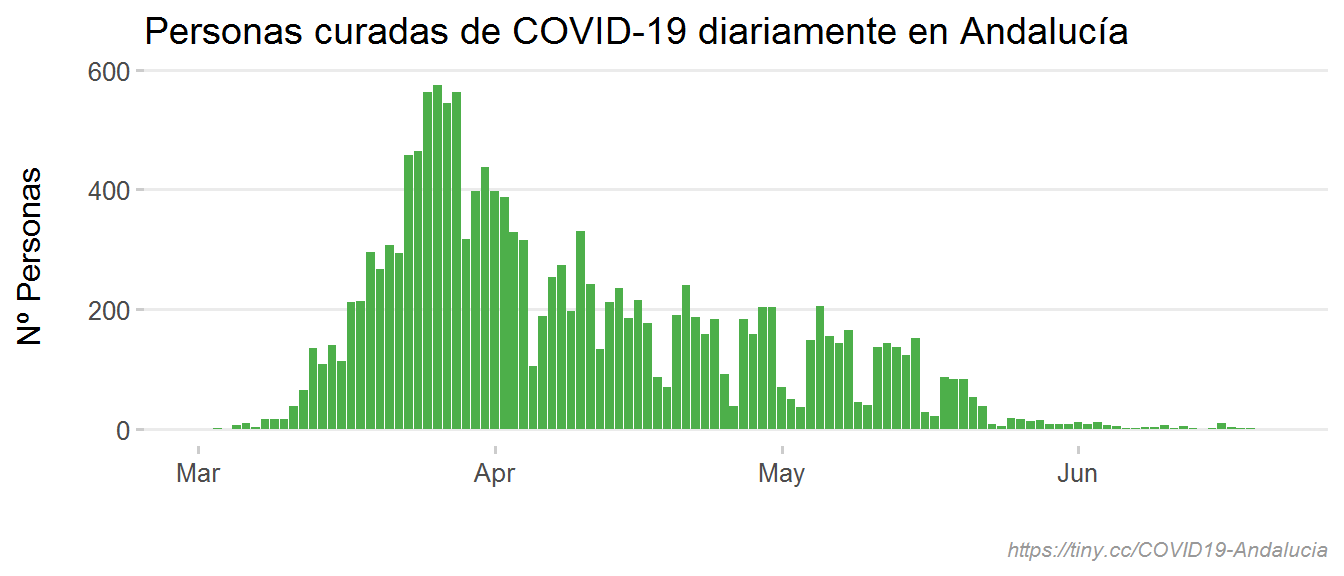 Personas curadas de COVID-19 diariamente en Andalucía
600
400
200
0
Nº Personas
Mar Apr May Jun
https://tiny.cc/COVID19-Andalucia